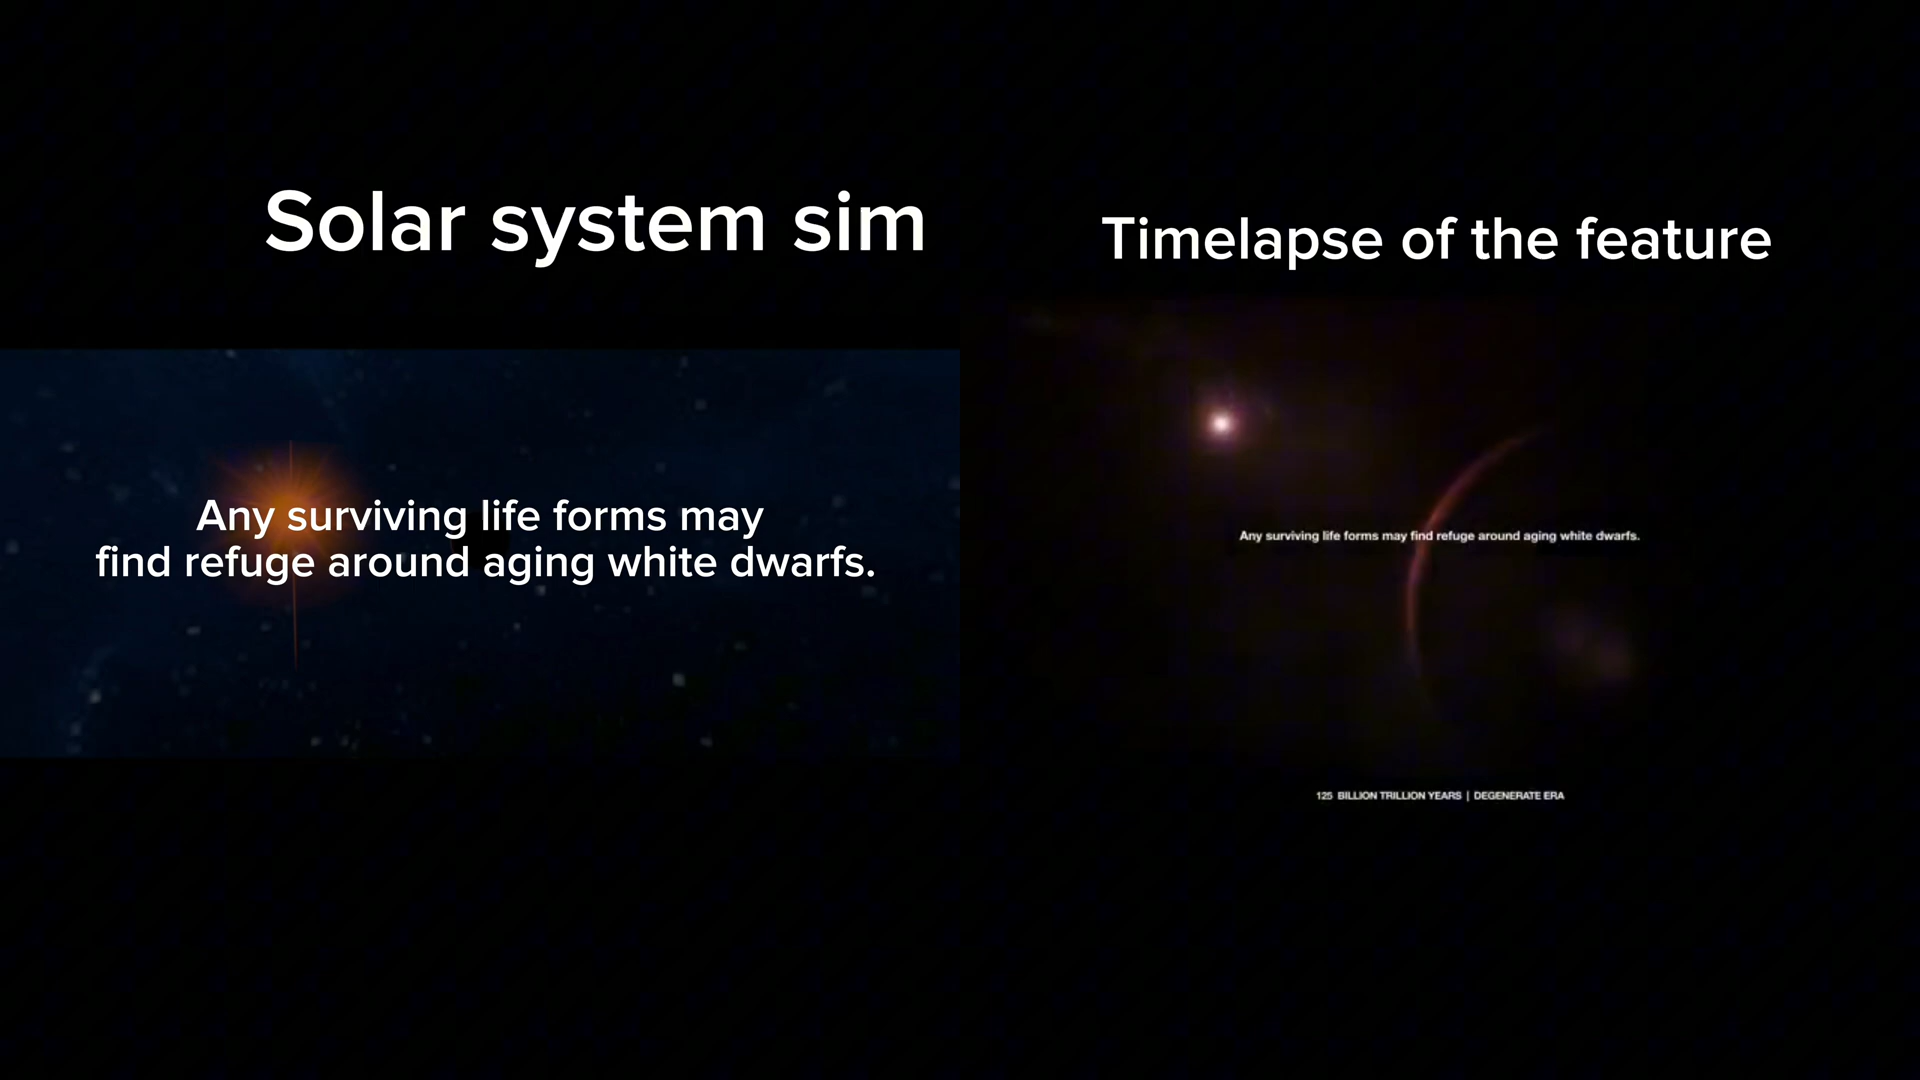 Solar system sim
Timelapse of the feature
Any surviving life forms may
find refuge around aging white dwarfs.
Any surviving life forms may find refuge around aging white dwarfs.
125 BILLION TRILLION YEARS | DEGENERATE ERA